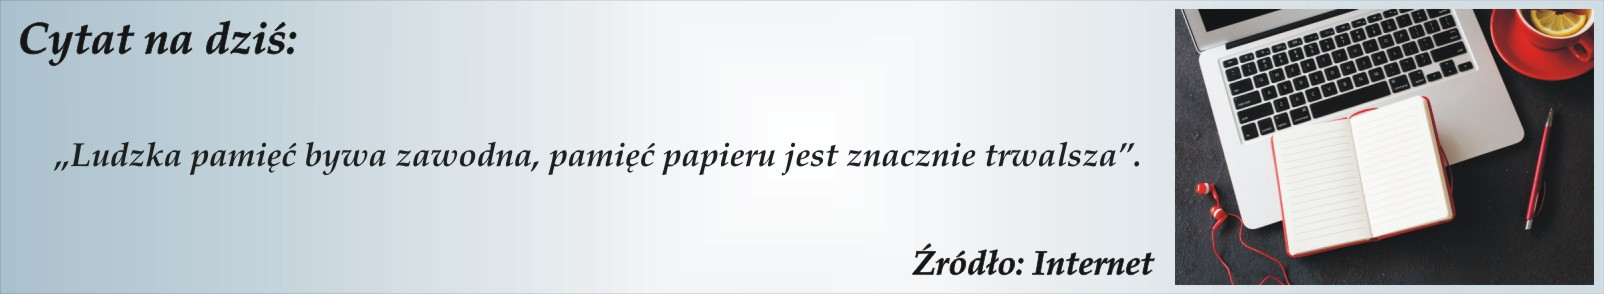 Cytat na dziś:
„Ludzka pamięć bywa zawodna, pamięć papieru jest znacznie trwalsza”.
Źródło: Internet